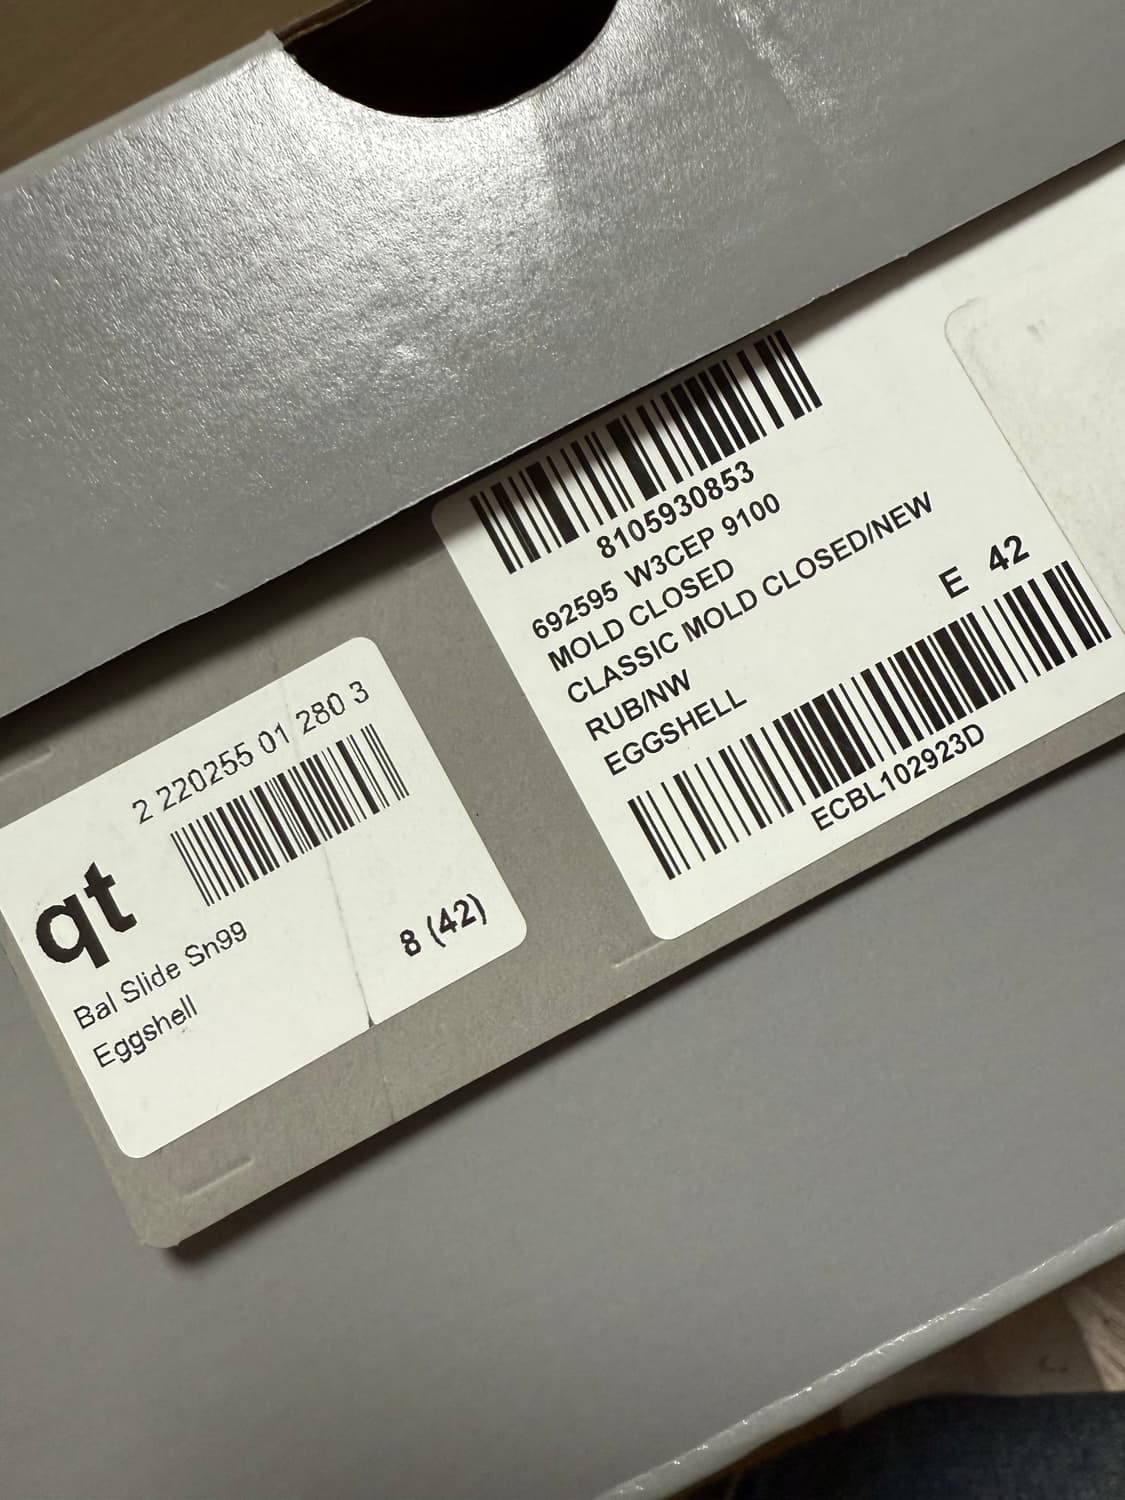 8105930853
692595 W3CEP 9100
MOLD CLOSED
CLASSIC MOLD CLOSED/NEW
RUB/NW
EGGSHELL
E 42
ECBL102923D
2 220255 01 280 3
qt
Bal Slide Sn99
Eggshell
8 (42)